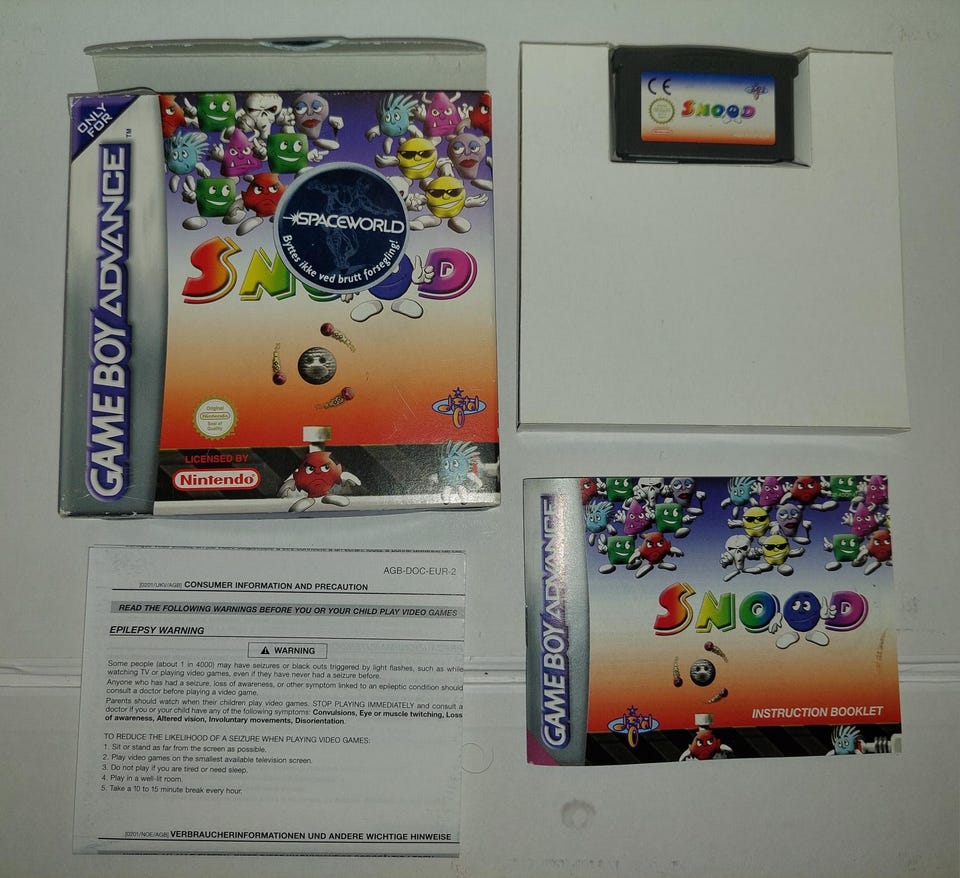 ONLY
FOR
GAME BOY ADVANCE™
SPACEWORLD
Byttes ikke ved brutt forsegling!
SNOOD
Original
Nintendo
Seal of
Quality
LICENSED BY
Nintendo®
CE
SNOOD
AGB-DOC-EUR-2
[0201/UKV/AGB] CONSUMER INFORMATION AND PRECAUTION
READ THE FOLLOWING WARNINGS BEFORE YOU OR YOUR CHILD PLAY VIDEO GAMES
EPILEPSY WARNING
WARNING
Some people (about 1 in 4000) may have seizures or black outs triggered by light flashes, such as while
watching TV or playing video games, even if they have never had a seizure before.
Anyone who has had a seizure, loss of awareness, or other symptom linked to an epileptic condition should
consult a doctor before playing a video game.
Parents should watch when their children play video games. STOP PLAYING IMMEDIATELY and consult a
doctor if you or your child have any of the following symptoms: Convulsions, Eye or muscle twitching, Loss
of awareness, Altered vision, Involuntary movements, Disorientation.
TO REDUCE THE LIKELIHOOD OF A SEIZURE WHEN PLAYING VIDEO GAMES:
1. Sit or stand as far from the screen as possible.
2. Play video games on the smallest available television screen.
3. Do not play if you are tired or need sleep.
4. Play in a well-lit room.
5. Take a 10 to 15 minute break every hour.
[0201/NOE/AGB] VERBRAUCHERINFORMATIONEN UND ANDERE WICHTIGE HINWEISE
GAME BOY ADVANCE
SNOOD
INSTRUCTION BOOKLET